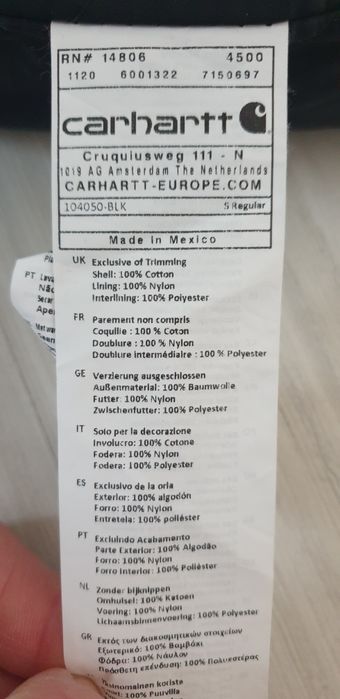 RN# 14806 4500
1120 6001322 7150697
carhartt
Cruquiusweg 111 - N
1019 AG Amsterdam The Netherlands
CARHARTT-EUROPE.COM
104050-BLK S Regular
Made in Mexico
UK Exclusive of Trimming
Shell: 100% Cotton
Lining: 100% Nylon
Interlining: 100% Polyester
FR Parement non compris
Coquille : 100 % Coton
Doublure : 100 % Nylon
Doublure intermédiaire : 100 % Polyester
GE Verzierung ausgeschlossen
Außenmaterial: 100% Baumwolle
Futter: 100% Nylon
Zwischenfutter: 100% Polyester
IT Solo per la decorazione
Involucro: 100% Cotone
Fodera: 100% Nylon
Fodera: 100% Polyester
ES Exclusivo de la orla
Exterior: 100% algodón
Forro: 100% Nylon
Entretela: 100% poliéster
PT Excluindo Acabamento
Parte Exterior: 100% Algodão
Forro: 100% Nylon
Forro Interior: 100% Poliéster
NL Zonder bijknippen
Omhulsel: 100% Katoen
Voering: 100% Nylon
Lichaamsbinnenvoering: 100% Polyester
GR Εκτός των διακοσμητικών στοιχείων
Εξωτερικό: 100% Βαμβάκι
Φόδρα: 100% Νάυλον
Πρόσθετη επένδυση: 100% Πολυεστέρας
koriste
100% Puuvilla
PT